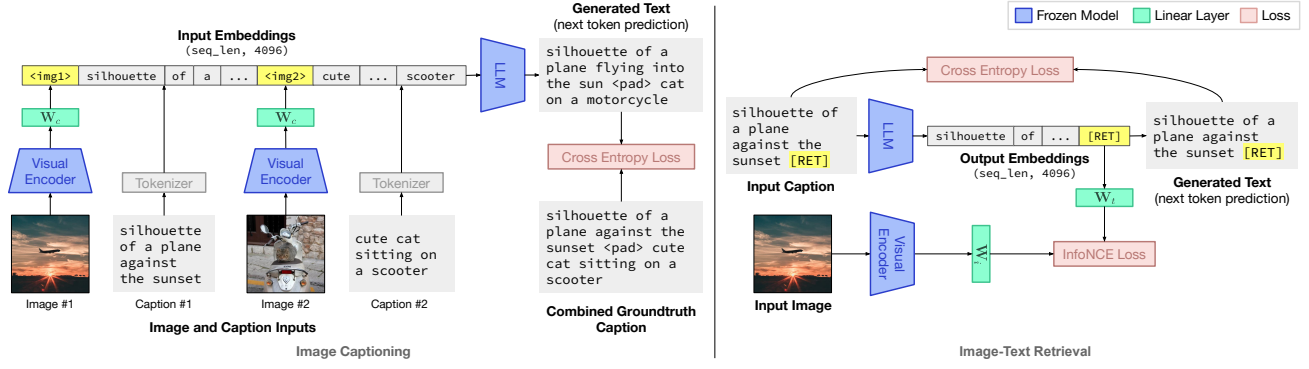 Frozen Model
Linear Layer
Loss
Input Embeddings
(seq_len, 4096)
<img1> silhouette of a ... <img2> cute ... scooter
W_c
W_c
Visual
Encoder
Visual
Encoder
Tokenizer
Tokenizer
silhouette
of a plane
against
the sunset
cute cat
sitting on
a scooter
Image #1
Caption #1
Image #2
Caption #2
Image and Caption Inputs
LLM
Generated Text
(next token prediction)
silhouette of a
plane flying into
the sun <pad> cat
on a motorcycle
Cross Entropy Loss
silhouette of a
plane against the
sunset <pad> cute
cat sitting on a
scooter
Combined Groundtruth
Caption
Image Captioning
Cross Entropy Loss
silhouette of
a plane
against the
sunset [RET]
Input Caption
LLM
silhouette of ... [RET]
Output Embeddings
(seq_len, 4096)
silhouette of a
plane against
the sunset [RET]
Generated Text
(next token prediction)
W_t
Input Image
Visual
Encoder
W_i
InfoNCE Loss
Image-Text Retrieval